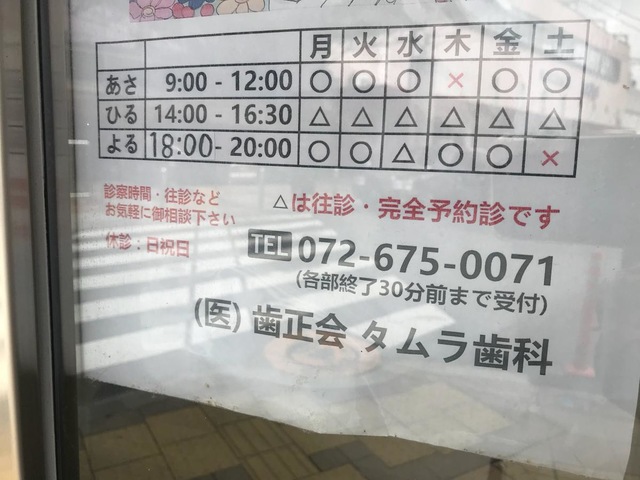 月 火 水 木 金 土
あさ 9:00 - 12:00 ○ ○ ○ × ○ ○
ひる 14:00 - 16:30 △ △ △ △ △ △
よる 18:00 - 20:00 ○ ○ △ ○ ○ ×
診察時間・往診など
お気軽に御相談下さい
休診：日祝日
△は往診・完全予約診です
TEL 072-675-0071
(各部終了30分前まで受付)
(医) 歯正会 タムラ歯科